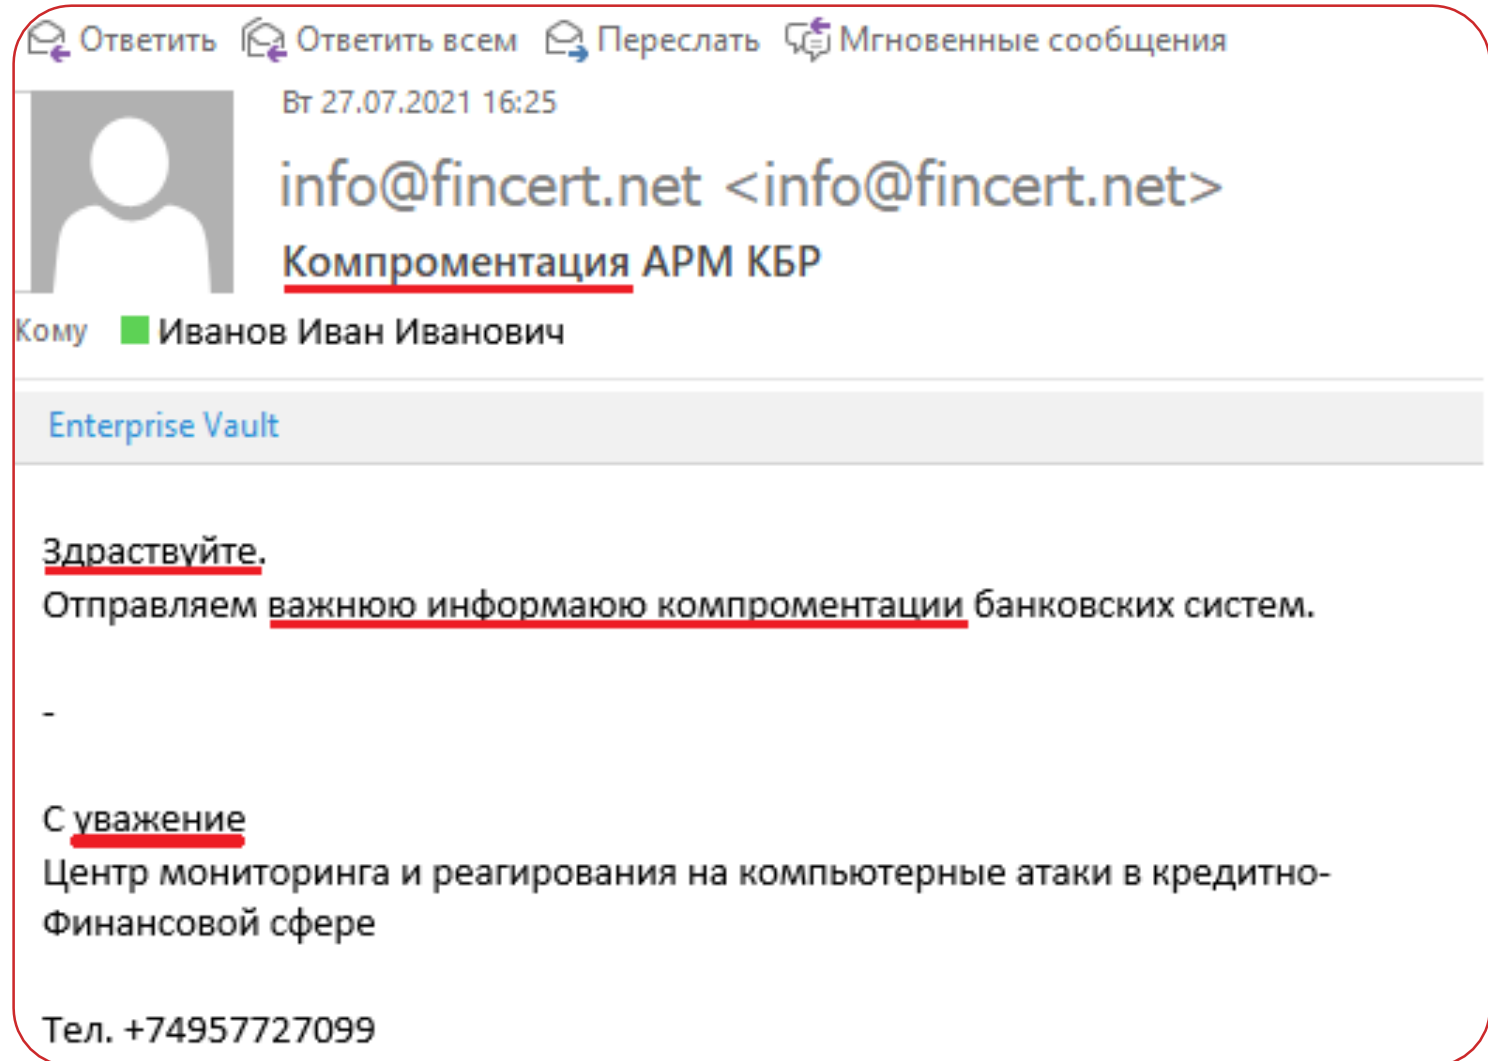 Ответить Ответить всем Переслать Мгновенные сообщения
Вт 27.07.2021 16:25
info@fincert.net <info@fincert.net>
Компроментация АРМ КБР
Кому Иванов Иван Иванович
Enterprise Vault
Здраствуйте.
Отправляем важнюю информаюю компроментации банковских систем.
-
С уважение
Центр мониторинга и реагирования на компьютерные атаки в кредитно-
Финансовой сфере
Тел. +74957727099